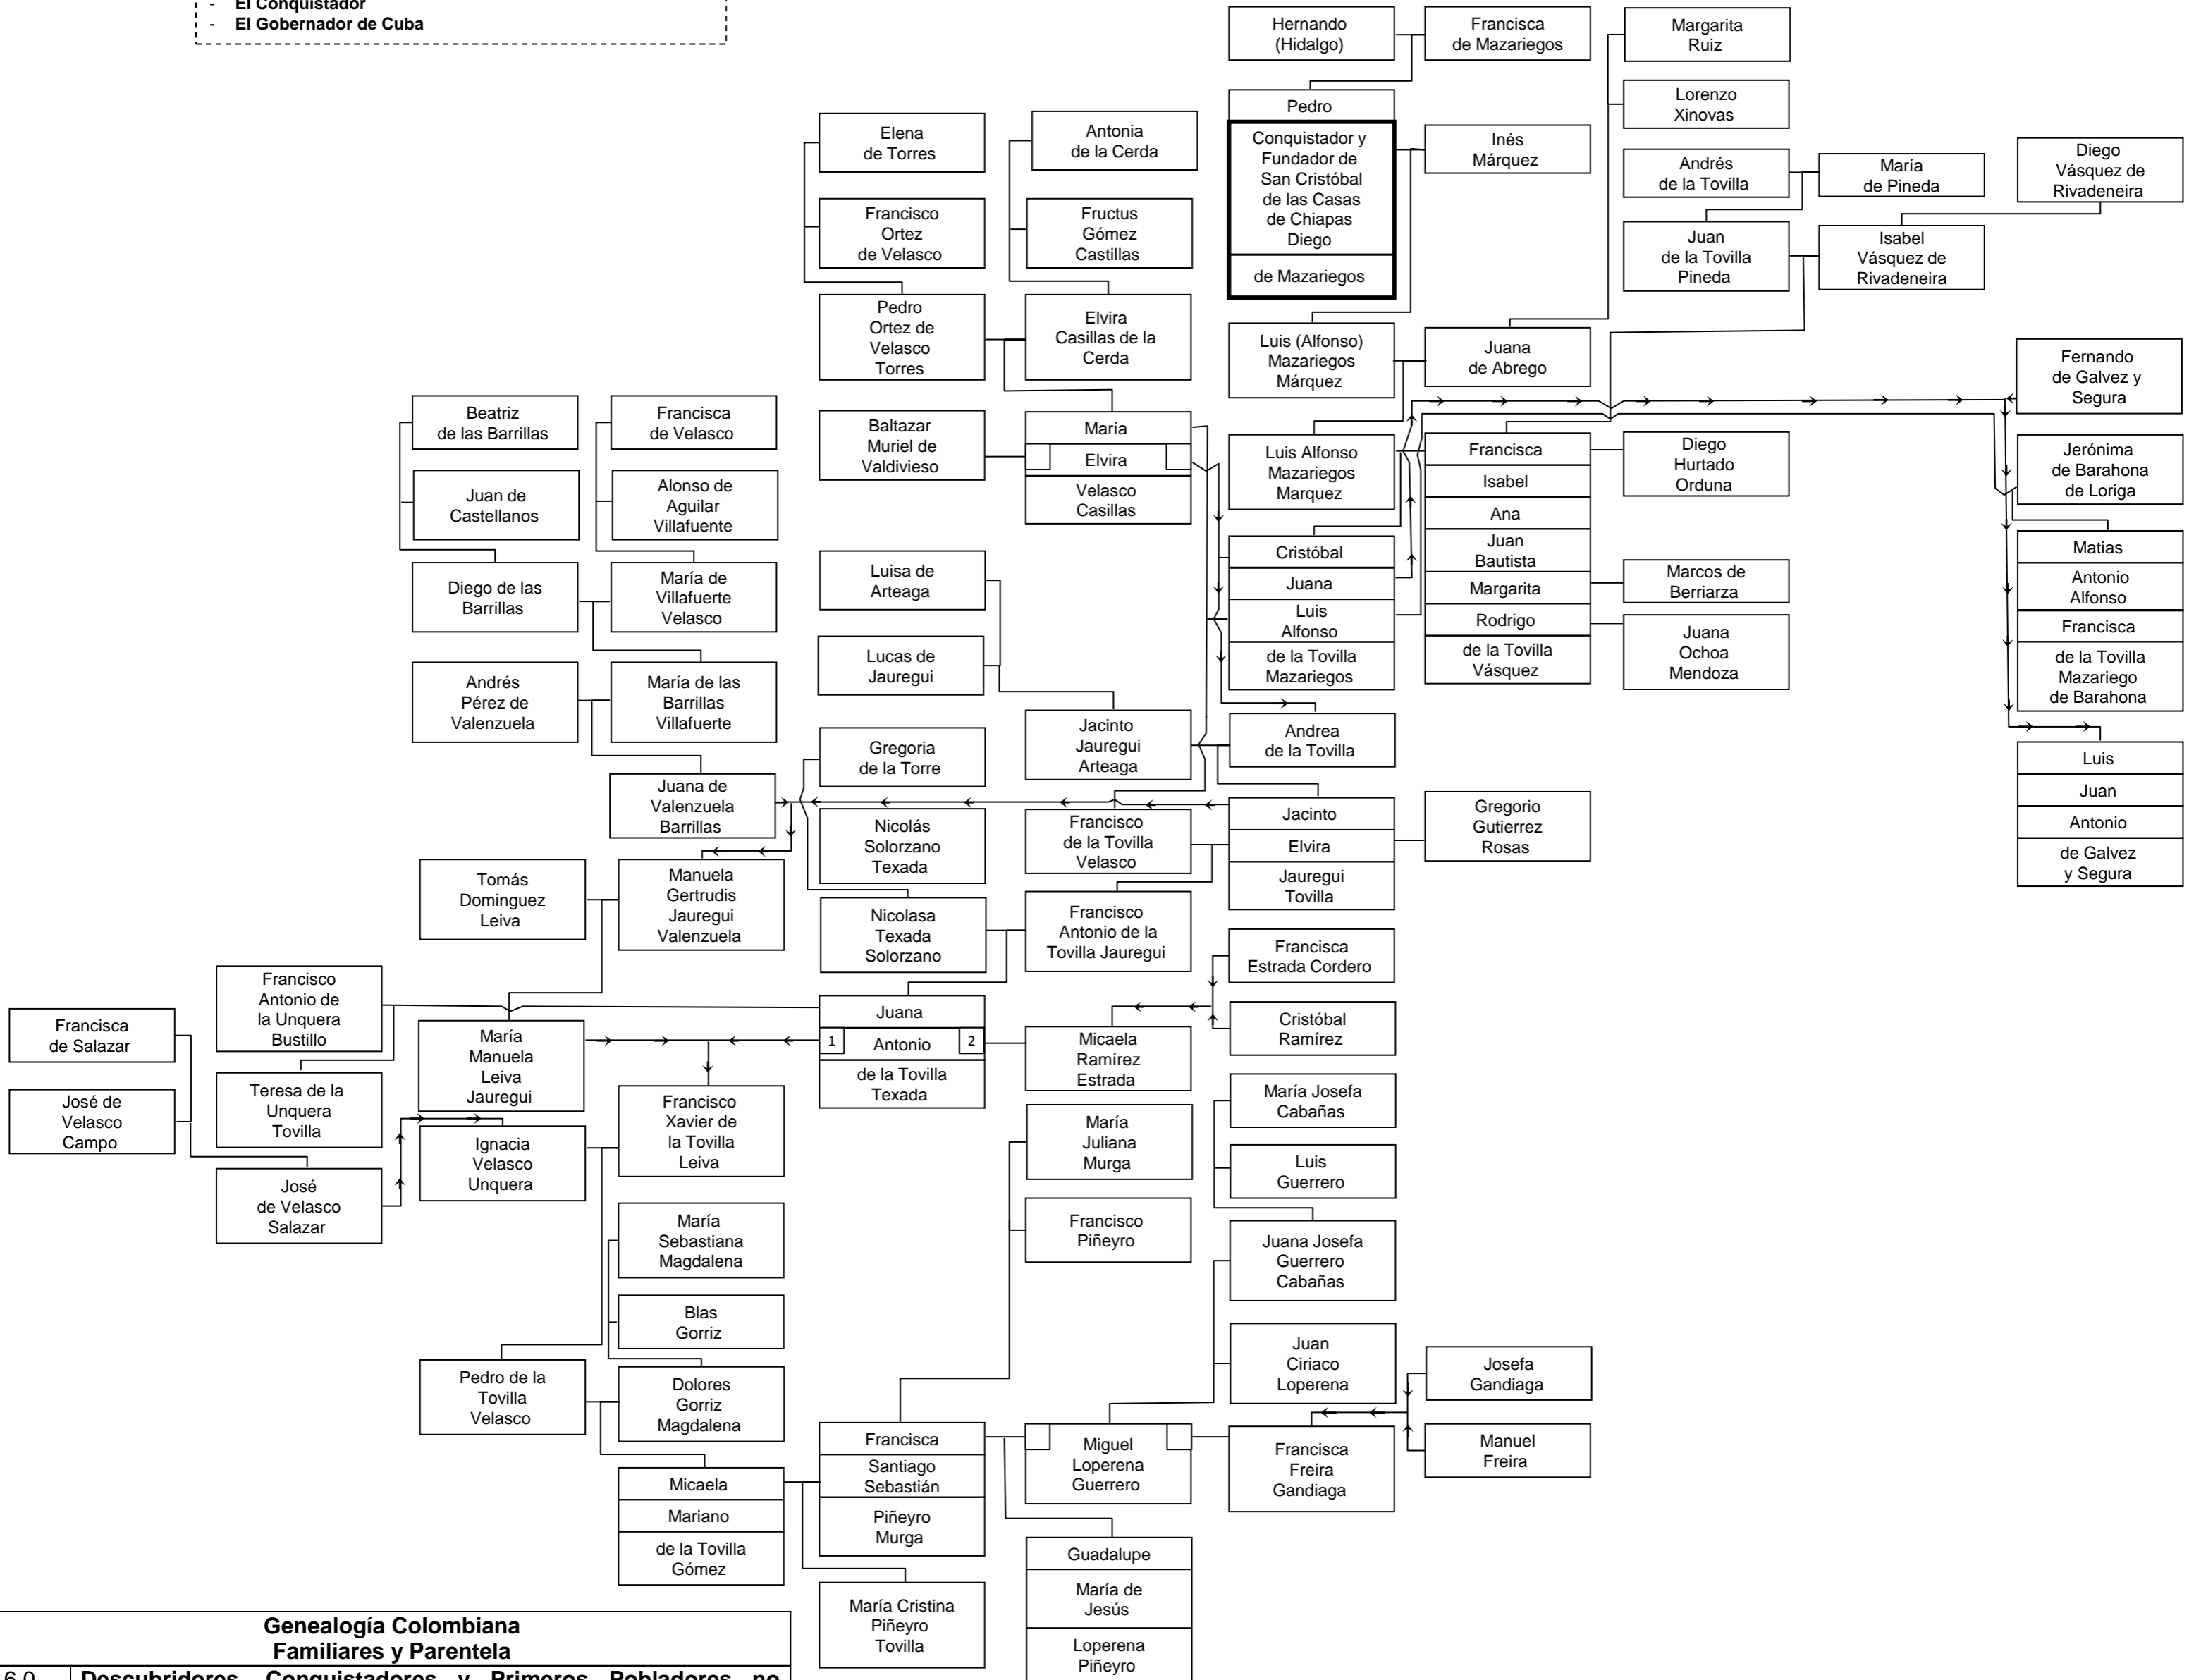 - El Conquistador
- El Gobernador de Cuba
Hernando
(Hidalgo)
Francisca
de Mazariegos
Margarita
Ruiz
Pedro
Conquistador y
Fundador de
San Cristóbal
de las Casas
de Chiapas
Diego
de Mazariegos
Inés
Márquez
Lorenzo
Xinovas
Andrés
de la Tovilla
María
de Pineda
Diego
Vásquez de
Rivadeneira
Elena
de Torres
Antonia
de la Cerda
Francisco
Ortez
de Velasco
Fructus
Gómez
Castillas
Juan
de la Tovilla
Pineda
Isabel
Vásquez de
Rivadeneira
Pedro
Ortez de
Velasco
Torres
Elvira
Casillas de la
Cerda
Luis (Alfonso)
Mazariegos
Márquez
Juana
de Abrego
Fernando
de Galvez y
Segura
Beatriz
de las Barrillas
Francisca
de Velasco
Baltazar
Muriel de
Valdivieso
María
Elvira
Velasco
Casillas
Luis Alfonso
Mazariegos
Marquez
Francisca
Isabel
Ana
Juan
Bautista
Margarita
Rodrigo
de la Tovilla
Vásquez
Diego
Hurtado
Orduna
Jerónima
de Barahona
de Loriga
Juan de
Castellanos
Alonso de
Aguilar
Villafuente
Cristóbal
Juana
Luis
Alfonso
de la Tovilla
Mazariegos
Marcos de
Berriarza
Juana
Ochoa
Mendoza
Matias
Antonio
Alfonso
Francisca
de la Tovilla
Mazariego
de Barahona
Diego de las
Barrillas
María de
Villafuerte
Velasco
Luisa de
Arteaga
Lucas de
Jauregui
Andrés
Pérez de
Valenzuela
María de las
Barrillas
Villafuerte
Jacinto
Jauregui
Arteaga
Andrea
de la Tovilla
Gregoria
de la Torre
Luis
Juan
Antonio
de Galvez
y Segura
Juana de
Valenzuela
Barrillas
Nicolás
Solorzano
Texada
Francisco
de la Tovilla
Velasco
Jacinto
Elvira
Jauregui
Tovilla
Gregorio
Gutierrez
Rosas
Tomás
Dominguez
Leiva
Manuela
Gertrudis
Jauregui
Valenzuela
Nicolasa
Texada
Solorzano
Francisco
Antonio de la
Tovilla Jauregui
Francisca
Estrada Cordero
Francisco
Antonio de
la Unquera
Bustillo
Francisca
de Salazar
María
Manuela
Leiva
Jauregui
Juana
1
Antonio
2
de la Tovilla
Texada
Micaela
Ramírez
Estrada
Cristóbal
Ramírez
José de
Velasco
Campo
Teresa de la
Unquera
Tovilla
Francisco
Xavier de
la Tovilla
Leiva
María Josefa
Cabañas
María
Juliana
Murga
Ignacia
Velasco
Unquera
Luis
Guerrero
José
de Velasco
Salazar
María
Sebastiana
Magdalena
Francisco
Piñeyro
Juana Josefa
Guerrero
Cabañas
Blas
Gorriz
Juan
Ciriaco
Loperena
Josefa
Gandiaga
Pedro de la
Tovilla
Velasco
Dolores
Gorriz
Magdalena
Francisca
Santiago
Sebastián
Piñeyro
Murga
Miguel
Loperena
Guerrero
Francisca
Freira
Gandiaga
Manuel
Freira
Micaela
Mariano
de la Tovilla
Gómez
Guadalupe
María de
Jesús
Loperena
Piñeyro
María Cristina
Piñeyro
Tovilla
Genealogía Colombiana
Familiares y Parentela
6.0 Descubridores, Conquistadores y Primeros Pobladores no